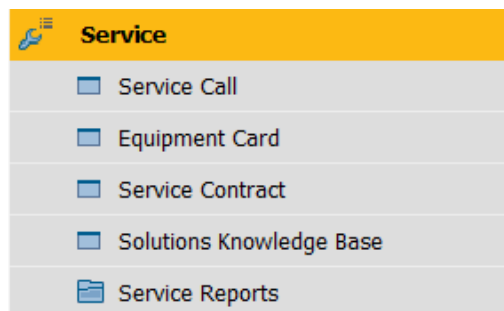 Service
Service Call
Equipment Card
Service Contract
Solutions Knowledge Base
Service Reports